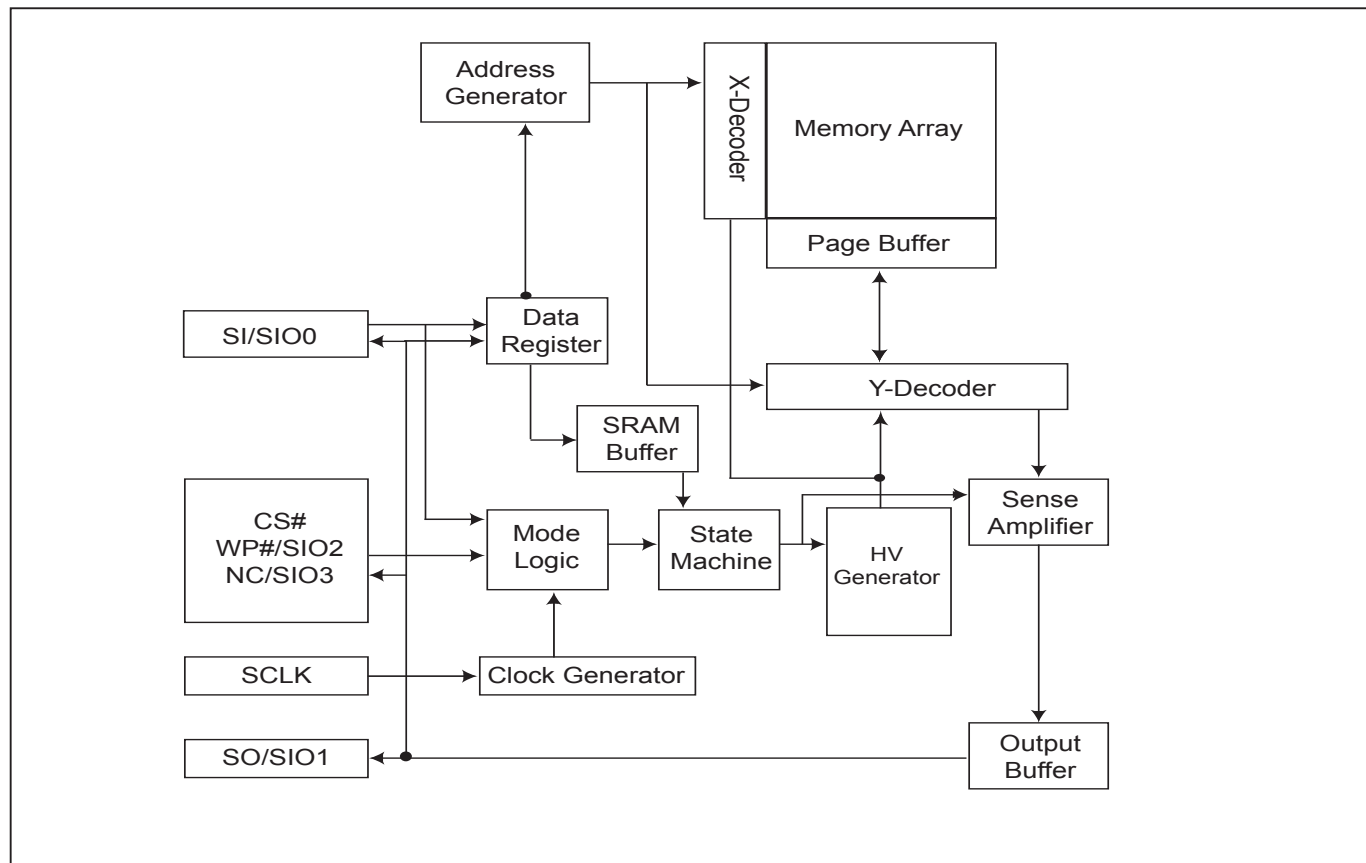 Address
Generator
X-Decoder
Memory Array
Page Buffer
SI/SIO0
Data
Register
Y-Decoder
SRAM
Buffer
CS#
WP#/SIO2
NC/SIO3
Mode
Logic
State
Machine
HV
Generator
Sense
Amplifier
SCLK
Clock Generator
SO/SIO1
Output
Buffer